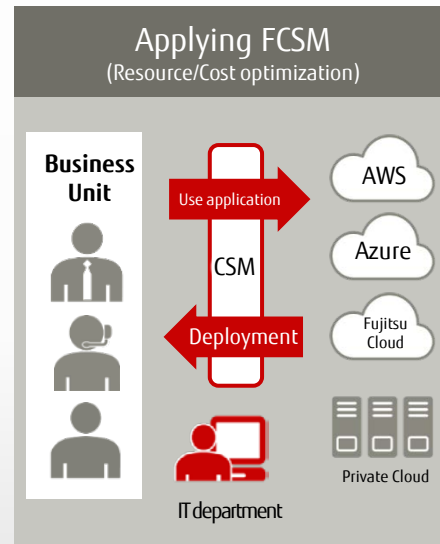 Applying FCSM
(Resource/Cost optimization)
Business
Unit
Use application
CSM
Deployment
AWS
Azure
Fujitsu
Cloud
Private Cloud
IT department